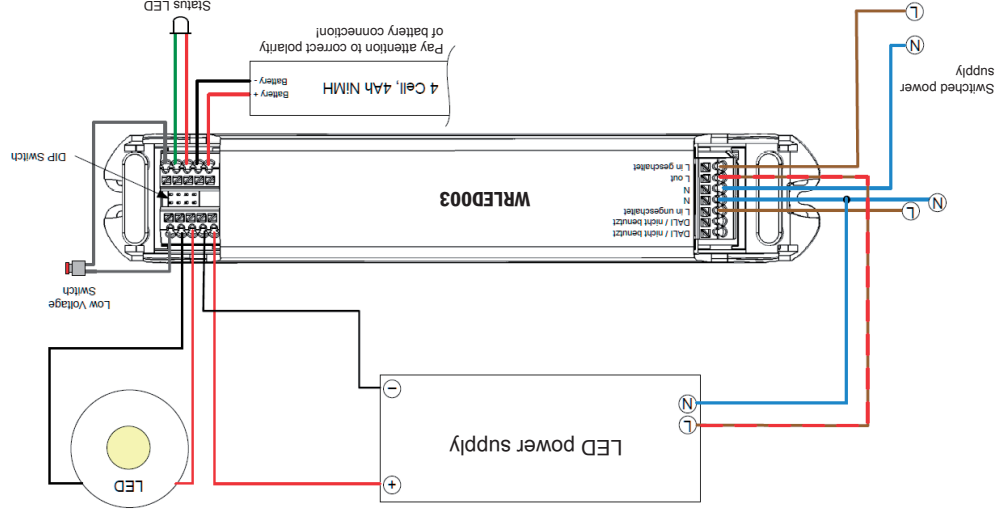 LED
+
LED power supply
L
N
−
Low Voltage
Switch
DALI / nicht benutzt
DALI / nicht benutzt
L in ungeschaltet
N
N
L out
L in geschaltet
L
N
WRLED003
DIP Switch
Switched power
supply
N
L
4 Cell, 4Ah NiMH
Battery +
Battery -
Pay attention to correct polarity
of battery connection!
Status LED